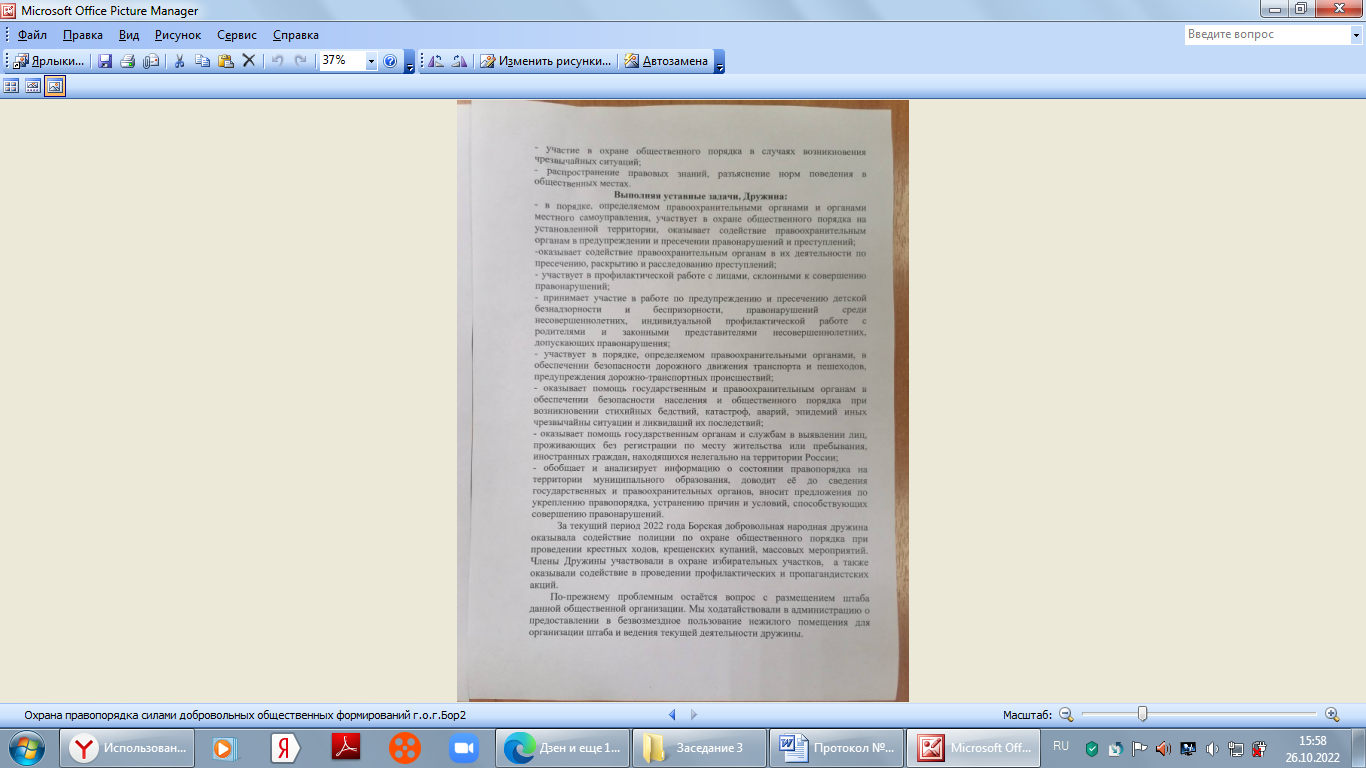 Microsoft Office Picture Manager
Файл Правка Вид Рисунок Сервис Справка
Введите вопрос
Ярлыки... 37% Изменить рисунки... Автозамена
- участие в охране общественного порядка в случаях возникновения
чрезвычайных ситуаций;
- распространение правовых знаний, разъяснение норм поведения в
общественных местах.
Выполняя уставные задачи, Дружина:
- в порядке, определяемом правоохранительными органами и органами
местного самоуправления, участвует в охране общественного порядка на
установленной территории, оказывает содействие правоохранительным
органам в предупреждении и пресечении правонарушений и преступлений;
-оказывает содействие правоохранительным органам в их деятельности по
пресечению, раскрытию и расследованию преступлений;
- участвует в профилактической работе с лицами, склонными к совершению
правонарушений;
- принимает участие в работе по предупреждению и пресечению детской
безнадзорности и беспризорности, правонарушений среди
несовершеннолетних, индивидуальной профилактической работе с
родителями и законными представителями несовершеннолетних,
допускающих правонарушения;
- участвует в порядке, определяемом правоохранительными органами, в
обеспечении безопасности дорожного движения транспорта и пешеходов,
предупреждения дорожно-транспортных происшествий;
- оказывает помощь государственным и правоохранительным органам в
обеспечении безопасности населения и общественного порядка при
возникновении стихийных бедствий, катастроф, аварий, эпидемий иных
чрезвычайны ситуации и ликвидаций их последствий;
- оказывает помощь государственным органам и службам в выявлении лиц,
проживающих без регистрации по месту жительства или пребывания,
иностранных граждан, находящихся нелегально на территории России;
- обобщает и анализирует информацию о состоянии правопорядка на
территории муниципального образования, доводит её до сведения
государственных и правоохранительных органов, вносит предложения по
укреплению правопорядка, устранению причин и условий, способствующих
совершению правонарушений.
За текущий период 2022 года Борская добровольная народная дружина
оказывала содействие полиции по охране общественного порядка при
проведении крестных ходов, крещенских купаний, массовых мероприятий.
Члены Дружины участвовали в охране избирательных участков, а также
оказывали содействие в проведении профилактических и пропагандистских
акций.
По-прежнему проблемным остаётся вопрос с размещением штаба
данной общественной организации. Мы ходатайствовали в администрацию о
предоставлении в безвозмездное пользование нежилого помещения для
организации штаба и ведения текущей деятельности дружины.
Охрана правопорядка силами добровольных общественных формирований г.о.г.Бор2
Масштаб:
Использован... Дзен и еще 1... Заседание 3 Протокол №... Microsoft Off... RU 15:58
26.10.2022